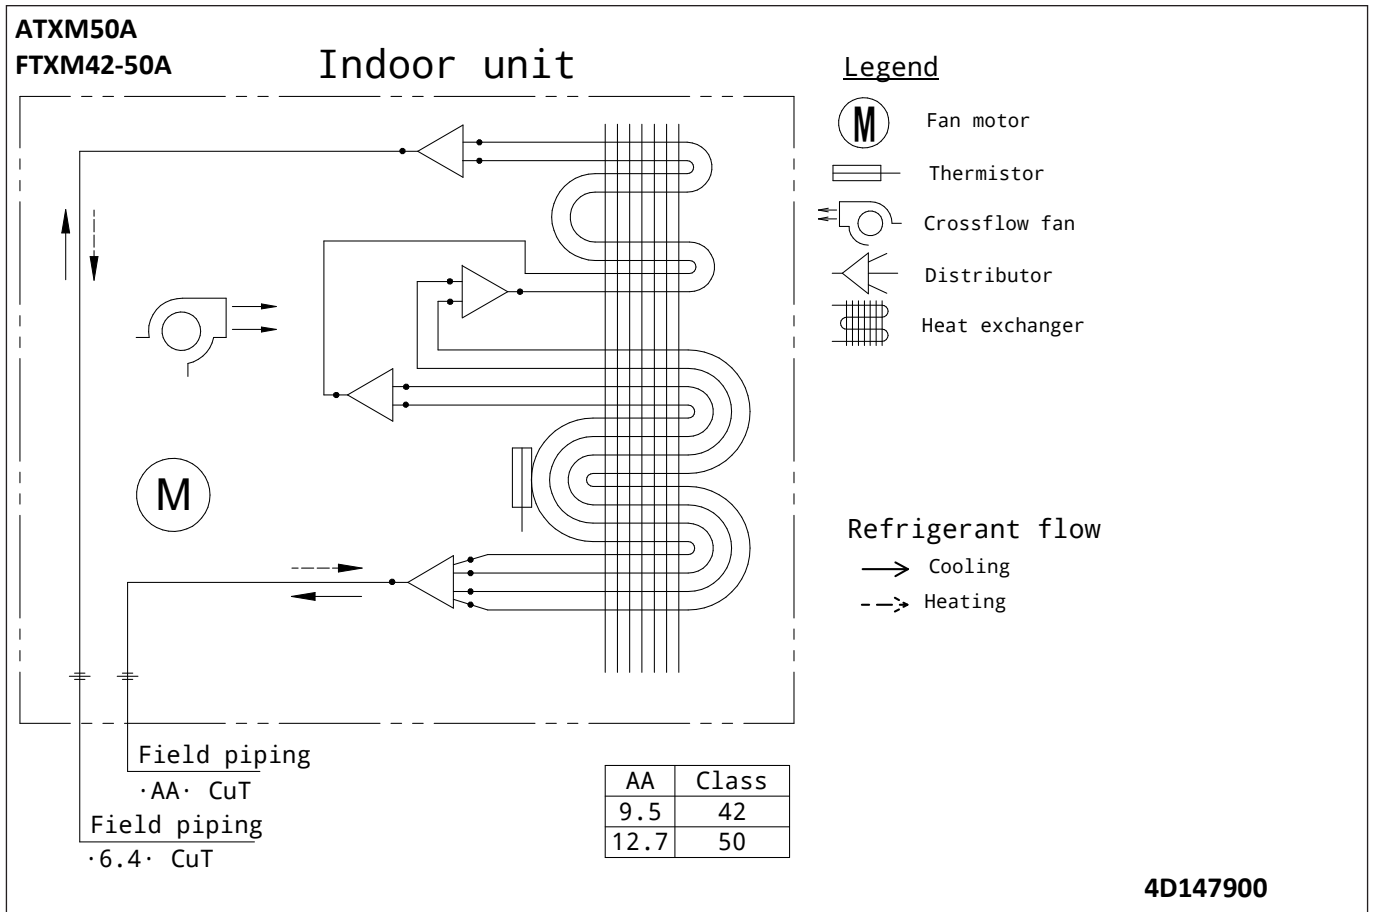 ATXM50A
FTXM42-50A
Indoor unit
Legend
M Fan motor
Thermistor
Crossflow fan
Distributor
Heat exchanger
M
Refrigerant flow
Cooling
Heating
Field piping
·AA· CuT
Field piping
·6.4· CuT
AA Class
9.5 42
12.7 50
4D147900